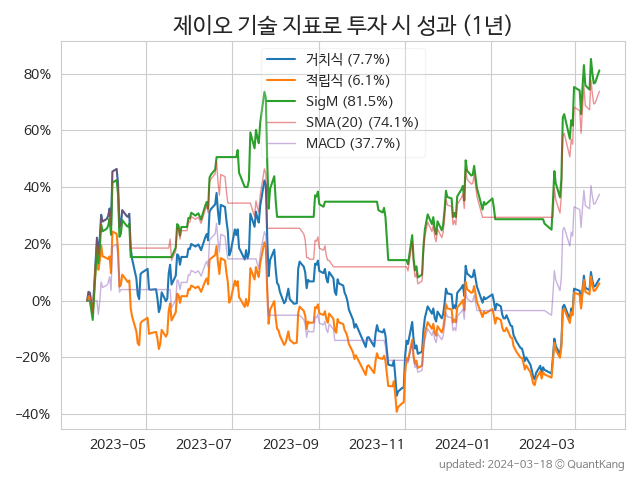 제이오 기술 지표로 투자 시 성과 (1년)
거치식 (7.7%)
적립식 (6.1%)
SigM (81.5%)
SMA(20) (74.1%)
MACD (37.7%)
80%
60%
40%
20%
0%
−20%
−40%
2023-05
2023-07
2023-09
2023-11
2024-01
2024-03
updated: 2024-03-18 © QuantKang